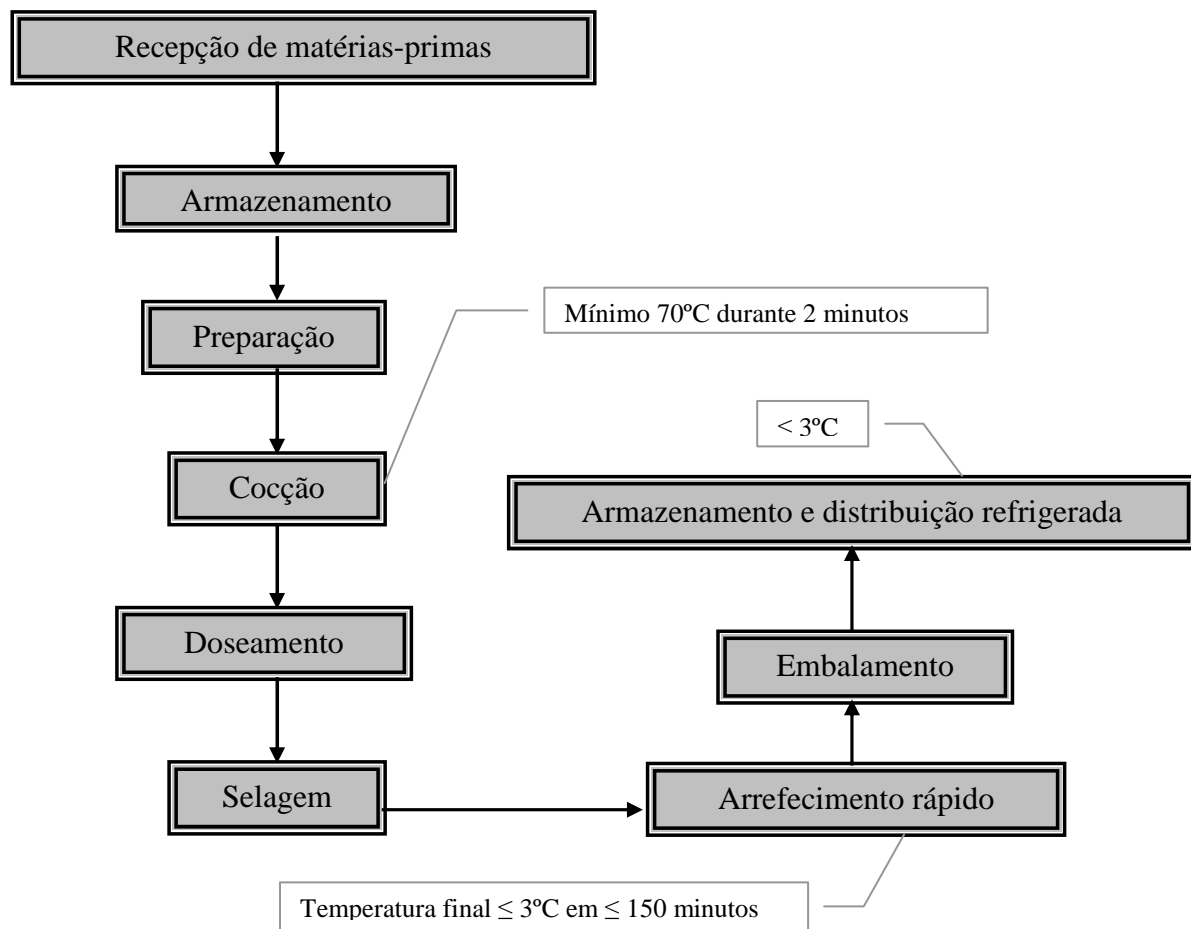 Recepção de matérias-primas
Armazenamento
Preparação
Mínimo 70ºC durante 2 minutos
Cocção
Doseamento
Selagem
Arrefecimento rápido
Temperatura final ≤ 3ºC em ≤ 150 minutos
Embalamento
Armazenamento e distribuição refrigerada
< 3ºC